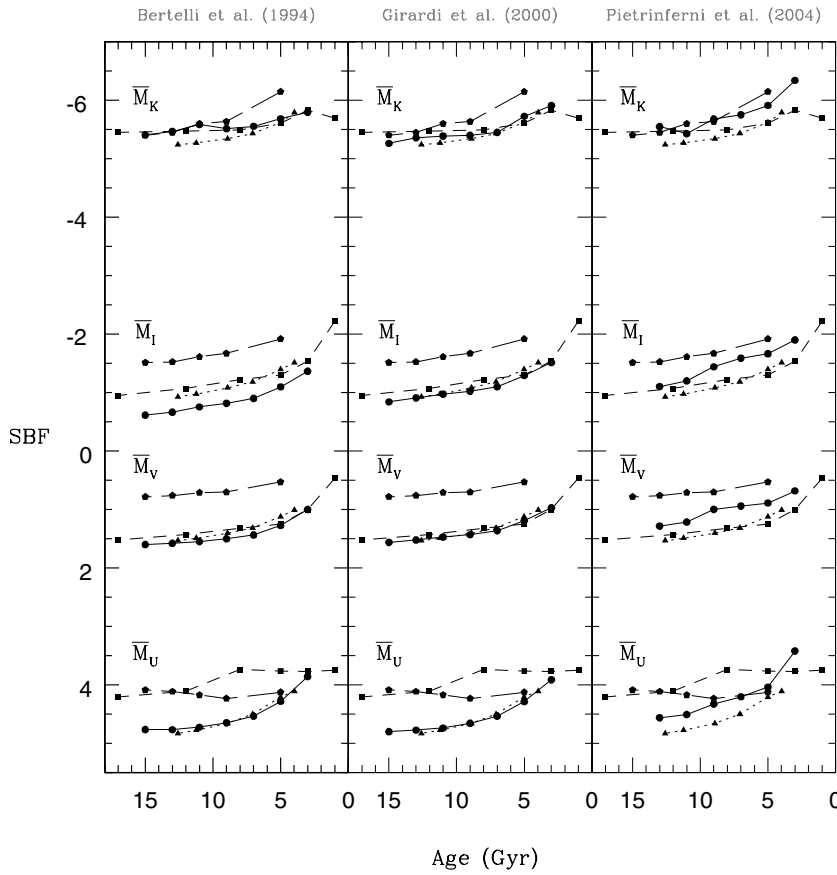 Bertelli et al. (1994) Girardi et al. (2000) Pietrinferni et al. (2004)
-6
-4
-2
0
2
4
SBF
M̅K M̅K M̅K
M̅I M̅I M̅I
M̅V M̅V M̅V
M̅U M̅U M̅U
15 10 5 0 15 10 5 0 15 10 5 0
Age (Gyr)